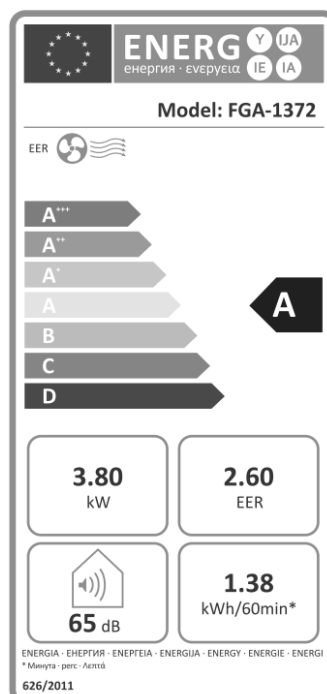 ENERG Y IJA
енергия · ενεργεια IE IA
Model: FGA-1372
EER
A+++
A++
A+
A
A
B
C
D
3.80
kW
2.60
EER
65 dB
1.38
kWh/60min*
ENERGIA · ЕНЕРГИЯ · ΕΝΕΡΓΕΙΑ · ENERGIJA · ENERGY · ENERGIE · ENERGI
* Минута · perc · Λεπτά
626/2011